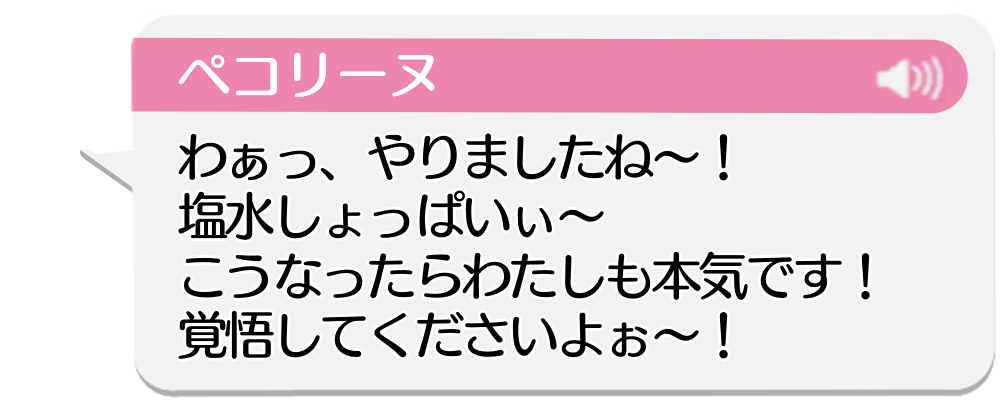 ペコリーヌ
わぁっ、やりましたね～！
塩水しょっぱいぃ～
こうなったらわたしも本気です！
覚悟してくださいよぉ～！